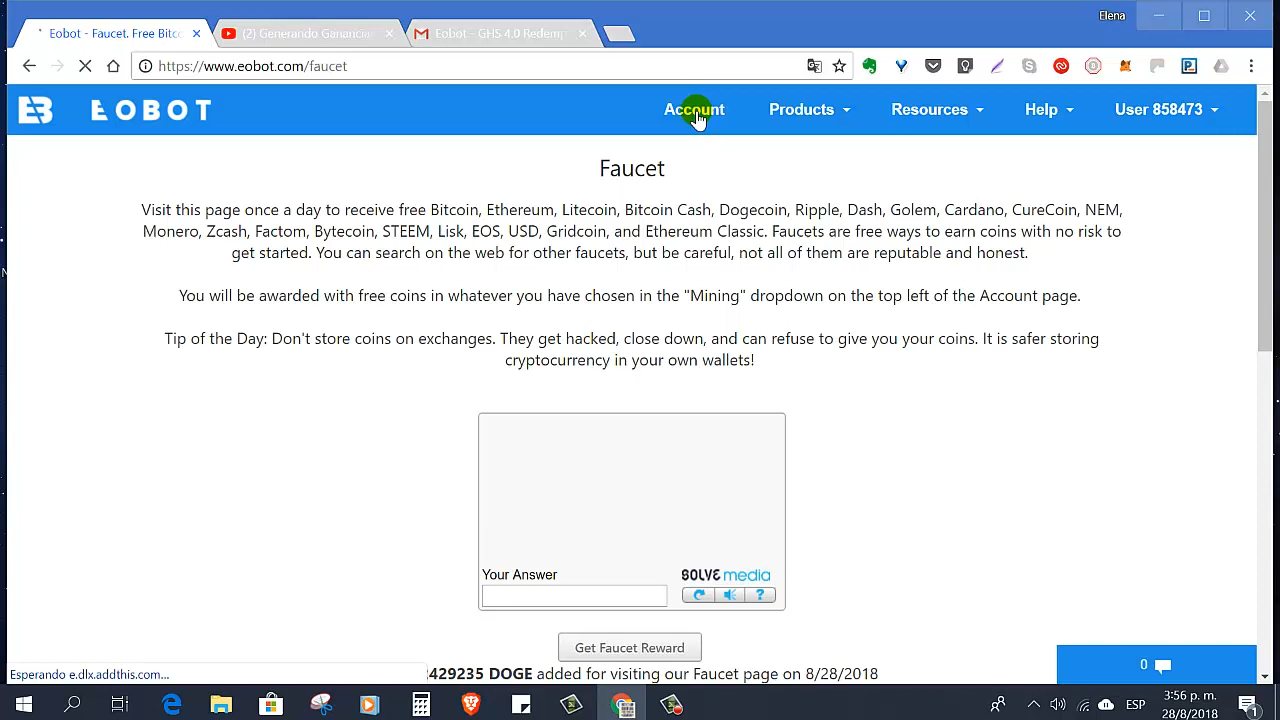 Elena
Eobot - Faucet. Free Bitc
(2) Generando Ganancia
Eobot - GHS 4.0 Redemp
https://www.eobot.com/faucet
EOBOT
Account
Products
Resources
Help
User 858473
Faucet
Visit this page once a day to receive free Bitcoin, Ethereum, Litecoin, Bitcoin Cash, Dogecoin, Ripple, Dash, Golem, Cardano, CureCoin, NEM,
Monero, Zcash, Factom, Bytecoin, STEEM, Lisk, EOS, USD, Gridcoin, and Ethereum Classic. Faucets are free ways to earn coins with no risk to
get started. You can search on the web for other faucets, but be careful, not all of them are reputable and honest.
You will be awarded with free coins in whatever you have chosen in the "Mining" dropdown on the top left of the Account page.
Tip of the Day: Don't store coins on exchanges. They get hacked, close down, and can refuse to give you your coins. It is safer storing
cryptocurrency in your own wallets!
Your Answer
SOLVE media
?
Get Faucet Reward
429235 DOGE added for visiting our Faucet page on 8/28/2018
0
Esperando e.dlx.addthis.com...
ESP
3:56 p. m.
28/8/2018
1